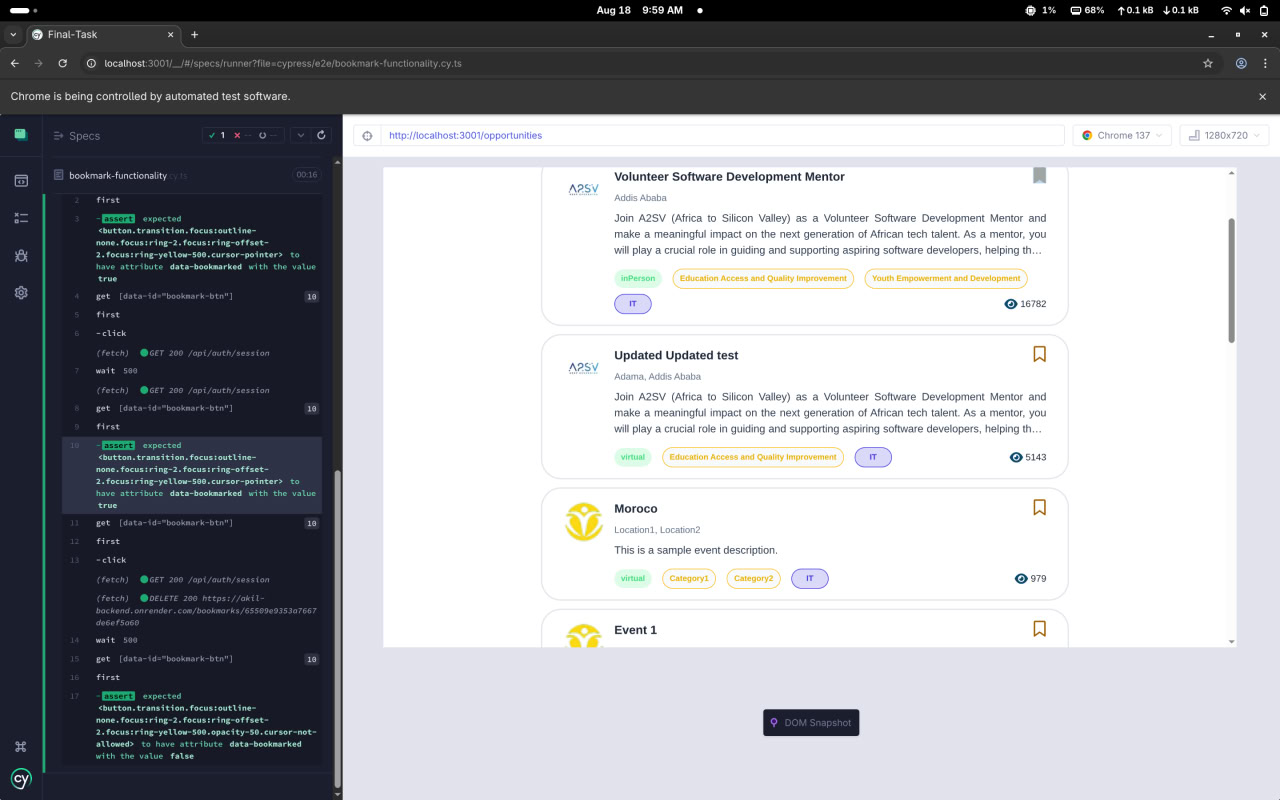 Aug 18 9:59 AM
1% 68% 0.1 kB 0.1 kB
cy Final-Task
localhost:3001/__/#/specs/runner?file=cypress/e2e/bookmark-functionality.cy.ts
Chrome is being controlled by automated test software.
Specs
1 -- --
bookmark-functionality.cy.ts 00:16
2 first
3 -assert expected
<button.transition.focus:outline-
none.focus:ring-2.focus:ring-offset-
2.focus:ring-yellow-500.cursor-pointer> to
have attribute data-bookmarked with the value
true
4 get [data-id="bookmark-btn"] 10
5 first
6 -click
(fetch) GET 200 /api/auth/session
7 wait 500
(fetch) GET 200 /api/auth/session
8 get [data-id="bookmark-btn"] 10
9 first
10 -assert expected
<button.transition.focus:outline-
none.focus:ring-2.focus:ring-offset-
2.focus:ring-yellow-500.cursor-pointer> to
have attribute data-bookmarked with the value
true
11 get [data-id="bookmark-btn"] 10
12 first
13 -click
(fetch) GET 200 /api/auth/session
(fetch) DELETE 200 https://akil-
backend.onrender.com/bookmarks/65509e9353a7667
de6ef5a60
14 wait 500
15 get [data-id="bookmark-btn"] 10
16 first
17 -assert expected
<button.transition.focus:outline-
none.focus:ring-2.focus:ring-offset-
2.focus:ring-yellow-500.opacity-50.cursor-not-
allowed> to have attribute data-bookmarked
with the value false
cy
http://localhost:3001/opportunities
Chrome 137
1280x720
A2SV
Volunteer Software Development Mentor
Addis Ababa
Join A2SV (Africa to Silicon Valley) as a Volunteer Software Development Mentor and
make a meaningful impact on the next generation of African tech talent. As a mentor, you
will play a crucial role in guiding and supporting aspiring software developers, helping th…
inPerson Education Access and Quality Improvement Youth Empowerment and Development
IT 16782
A2SV
Updated Updated test
Adama, Addis Ababa
Join A2SV (Africa to Silicon Valley) as a Volunteer Software Development Mentor and
make a meaningful impact on the next generation of African tech talent. As a mentor, you
will play a crucial role in guiding and supporting aspiring software developers, helping th…
virtual Education Access and Quality Improvement IT 5143
Moroco
Location1, Location2
This is a sample event description.
virtual Category1 Category2 IT 979
Event 1
DOM Snapshot